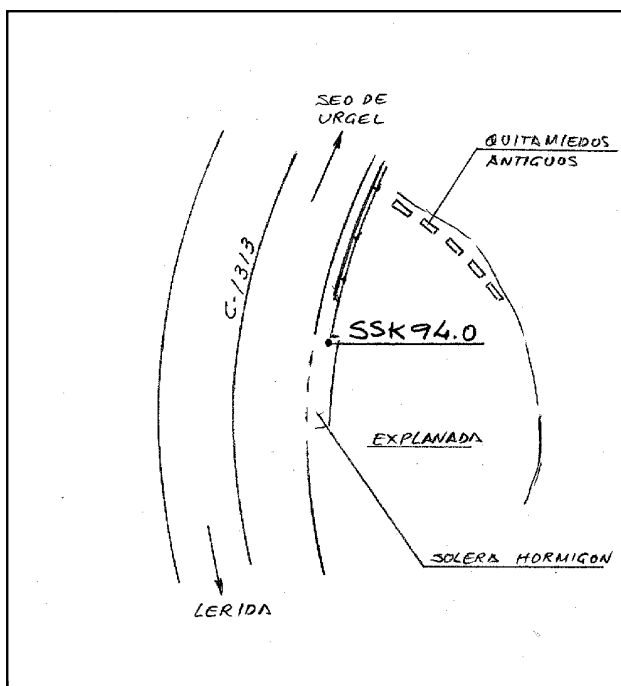 SEO DE
URGEL
QUITAMIEDOS
ANTIGUOS
C-1313
SSK94.0
EXPLANADA
SOLERA HORMIGON
LERIDA